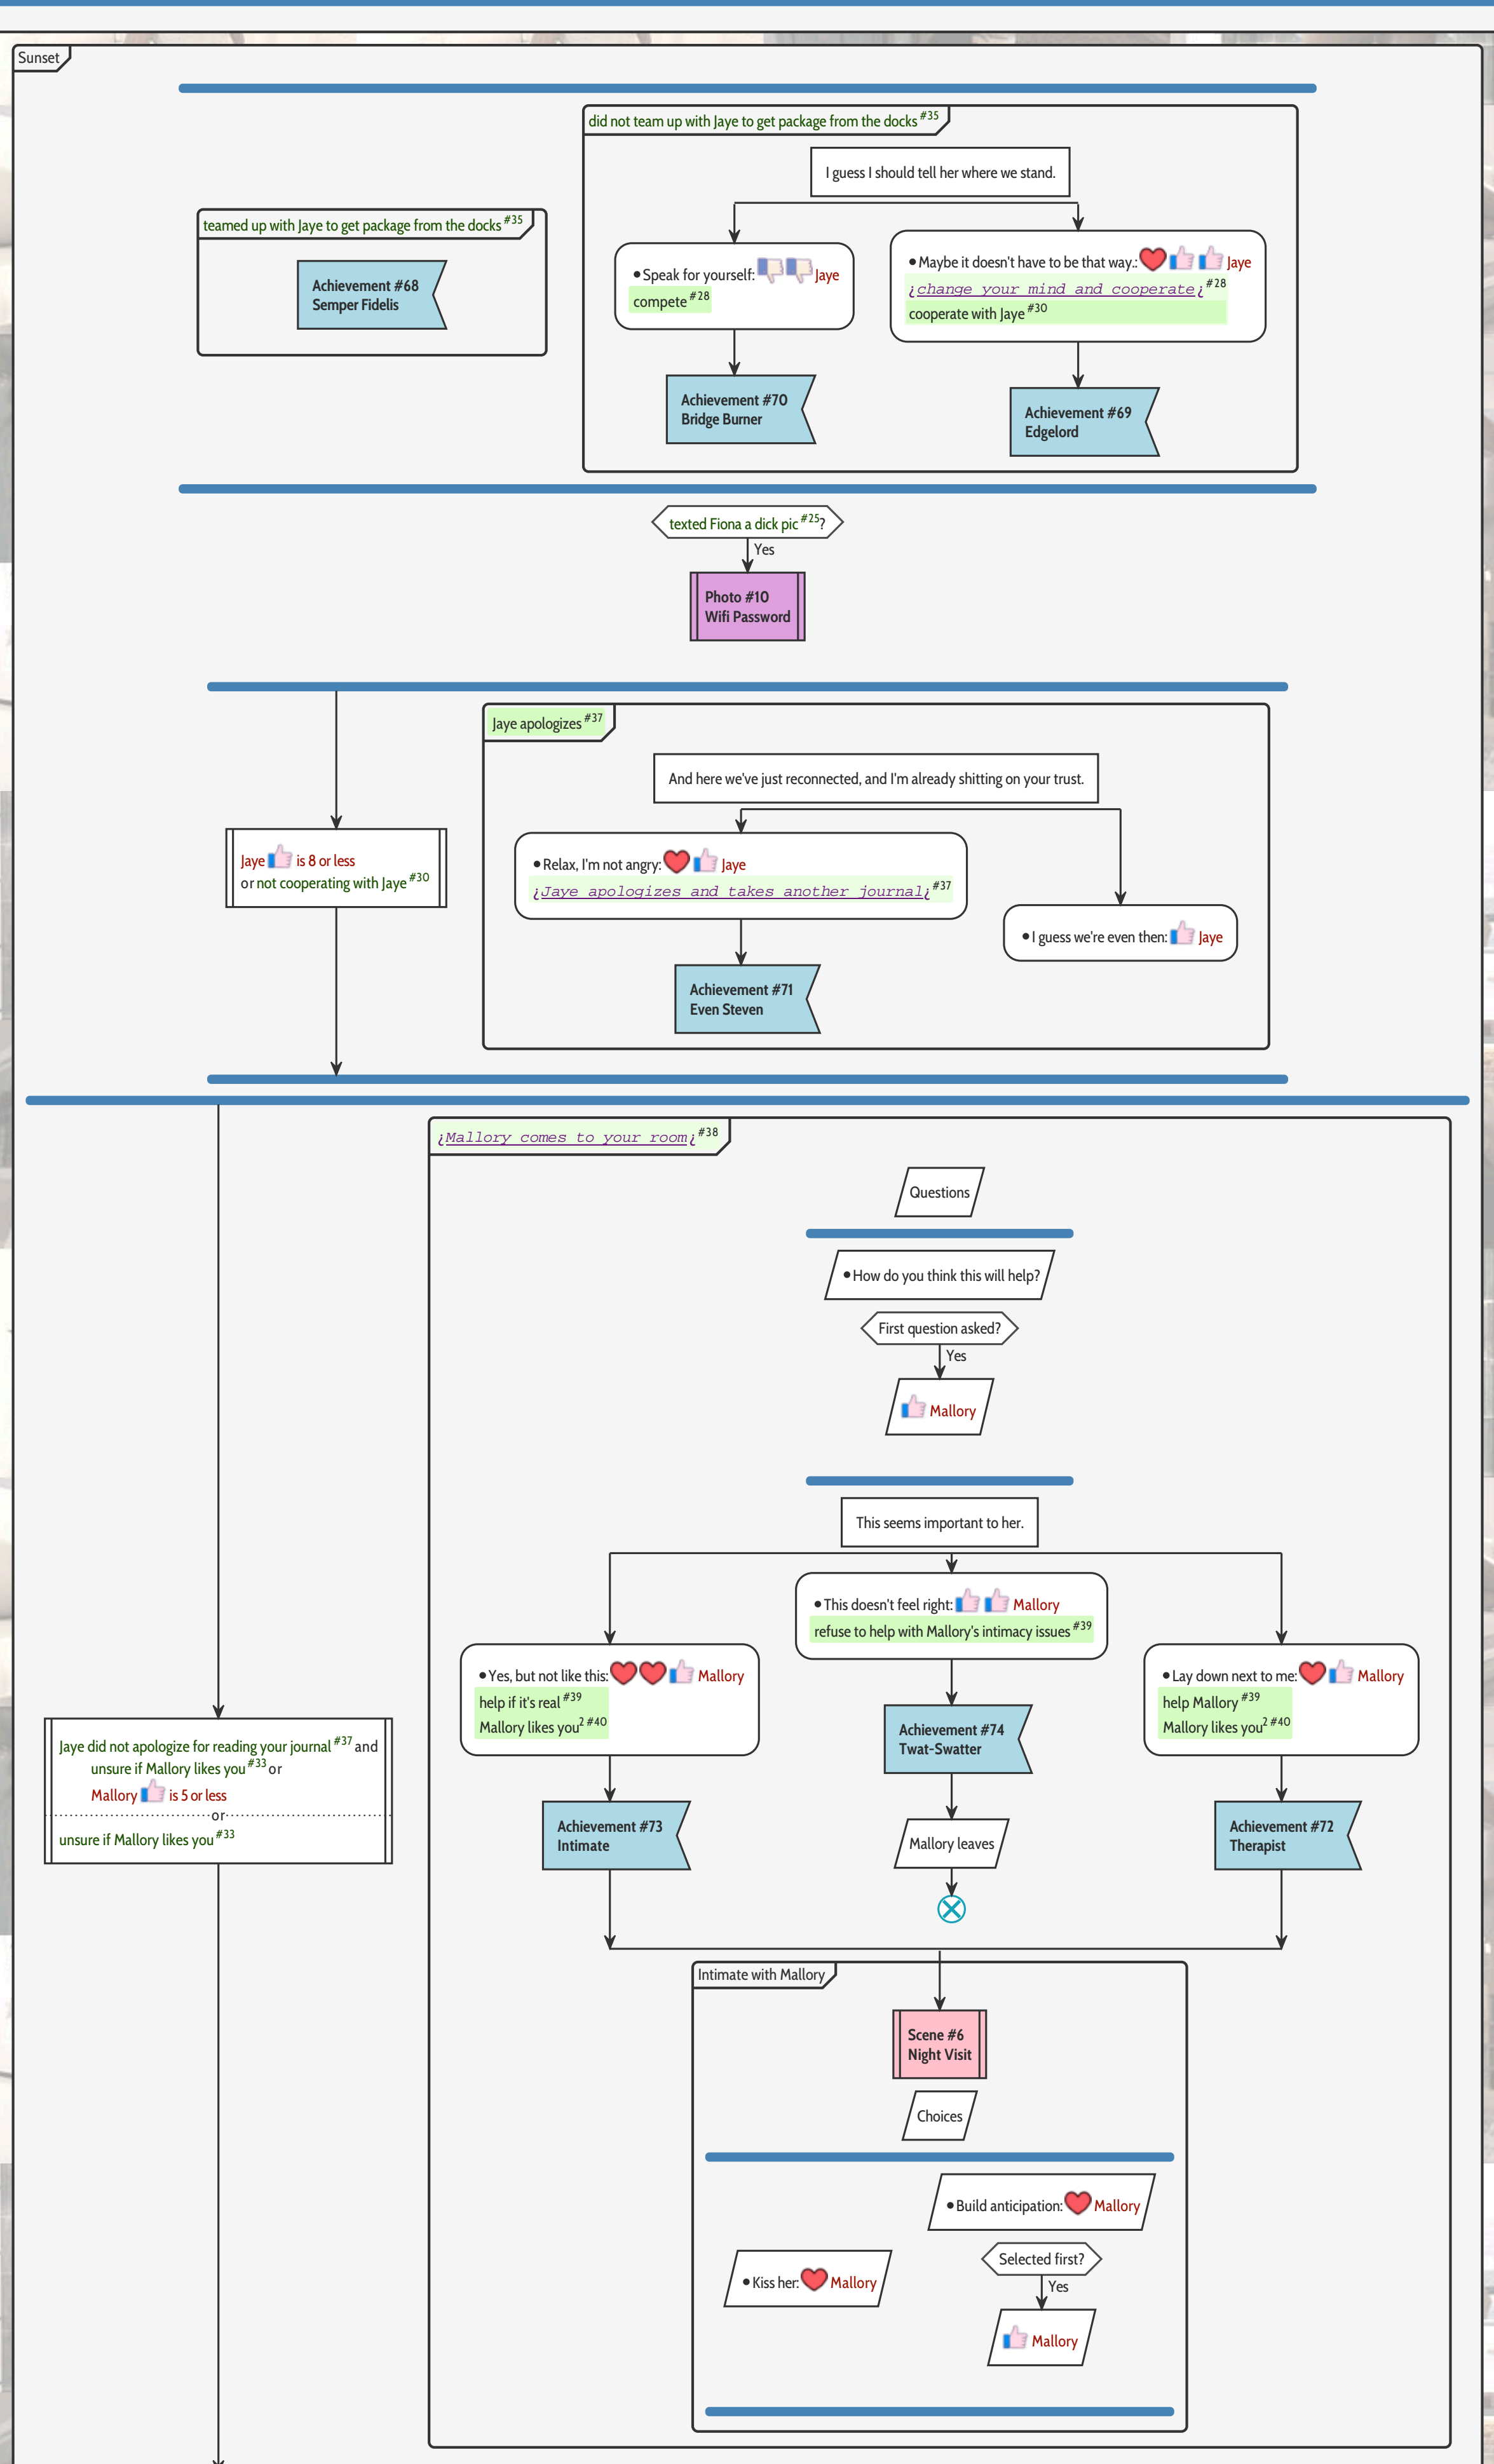 Sunset
did not team up with Jaye to get package from the docks #35
I guess I should tell her where we stand.
teamed up with Jaye to get package from the docks #35
Achievement #68
Semper Fidelis
• Speak for yourself: Jaye
compete #28
• Maybe it doesn't have to be that way.: Jaye
¿change your mind and cooperate¿ #28
cooperate with Jaye #30
Achievement #70
Bridge Burner
Achievement #69
Edgelord
texted Fiona a dick pic #25?
Yes
Photo #10
Wifi Password
Jaye apologizes #37
And here we've just reconnected, and I'm already shitting on your trust.
Jaye is 8 or less
or not cooperating with Jaye #30
• Relax, I'm not angry: Jaye
¿Jaye apologizes and takes another journal¿ #37
• I guess we're even then: Jaye
Achievement #71
Even Steven
¿Mallory comes to your room¿ #38
Questions
• How do you think this will help?
First question asked?
Yes
Mallory
This seems important to her.
• This doesn't feel right: Mallory
refuse to help with Mallory's intimacy issues #39
• Yes, but not like this: Mallory
help if it's real #39
Mallory likes you 2 #40
• Lay down next to me: Mallory
help Mallory #39
Mallory likes you 2 #40
Jaye did not apologize for reading your journal #37 and
unsure if Mallory likes you #33 or
Mallory is 5 or less
or
unsure if Mallory likes you #33
Achievement #74
Twat-Swatter
Achievement #73
Intimate
Mallory leaves
Achievement #72
Therapist
Intimate with Mallory
Scene #6
Night Visit
Choices
• Build anticipation: Mallory
Selected first?
Yes
• Kiss her: Mallory
Mallory